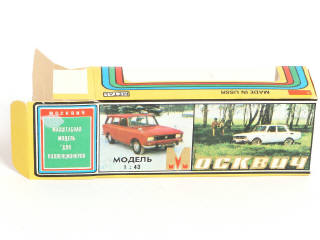 MADE IN USSR
МОСКВИЧ
МАСШТАБНАЯ
МОДЕЛЬ
ДЛЯ
КОЛЛЕКЦИОНЕРОВ
МОДЕЛЬ
1:43
МОСКВИЧ